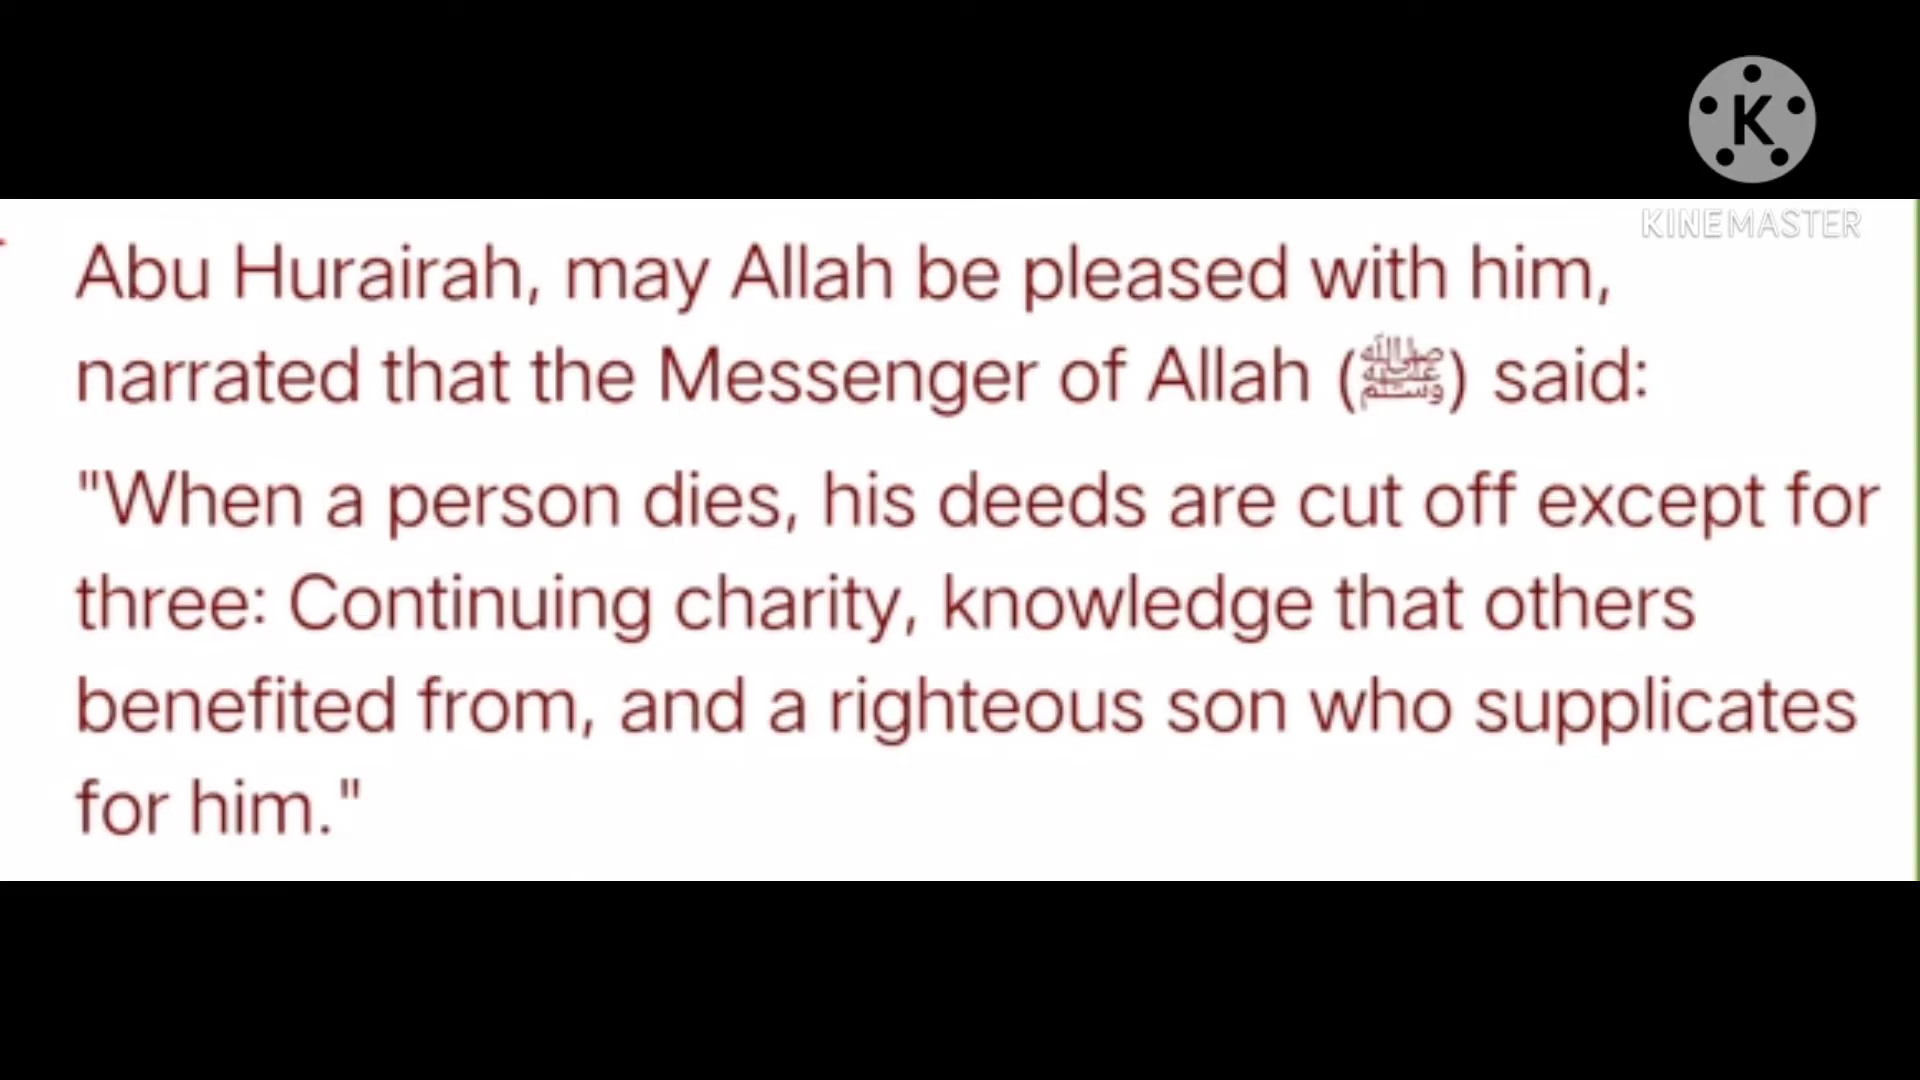 K
KINEMASTER
Abu Hurairah, may Allah be pleased with him,
narrated that the Messenger of Allah (ﷺ) said:
"When a person dies, his deeds are cut off except for
three: Continuing charity, knowledge that others
benefited from, and a righteous son who supplicates
for him."